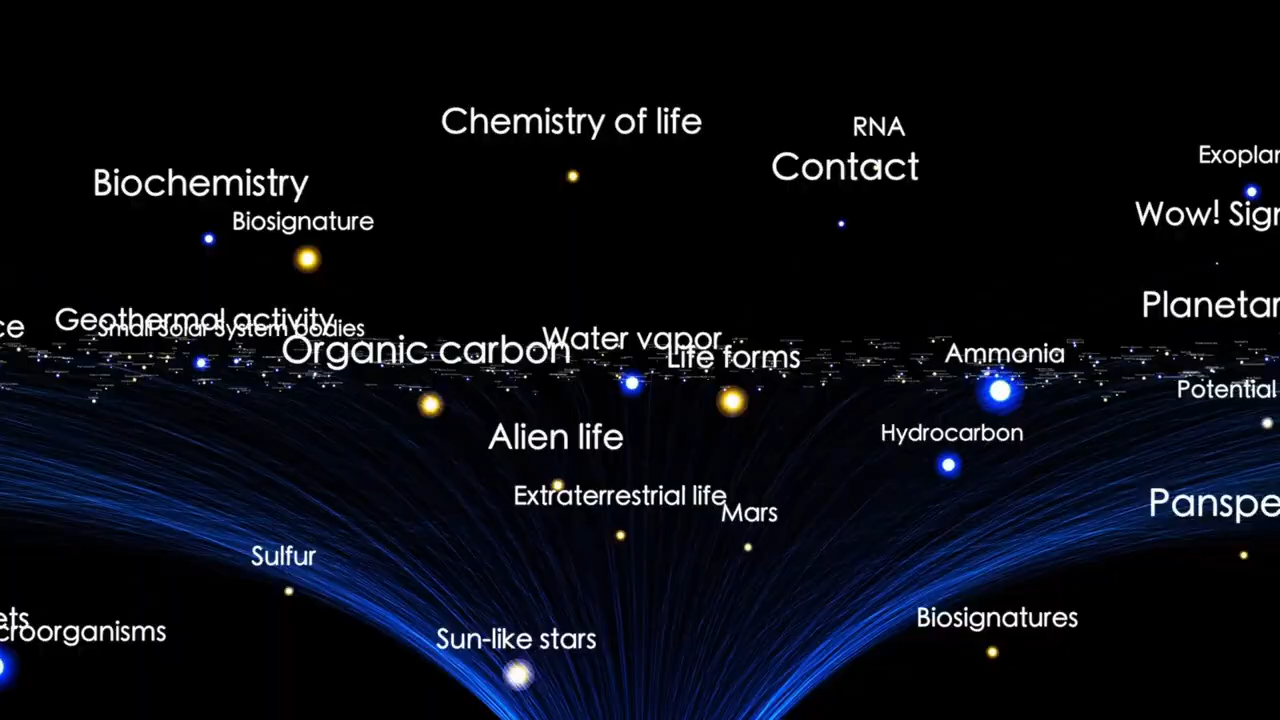 Chemistry of life
RNA
Contact
Exoplan
Biochemistry
Biosignature
Wow! Sign
Planetar
Geothermal activity
ce
Small Solar System bodies
Water vapor
Organic carbon
Life forms
Ammonia
Potential
Hydrocarbon
Alien life
Extraterrestrial life
Panspe
Mars
Sulfur
ets
croorganisms
Biosignatures
Sun-like stars